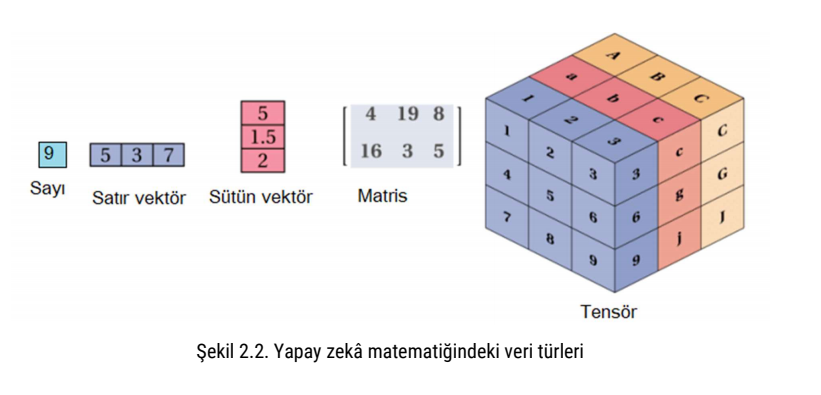 9
Sayı
5 3 7
Satır vektör
5
1.5
2
Sütün vektör
4 19 8
16 3 5
Matris
A B C
a b c
1 2 3
1 2 3
4 5 6
7 8 9
3 c C
6 g G
9 j J
Tensör
Şekil 2.2. Yapay zekâ matematiğindeki veri türleri